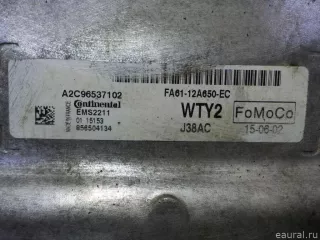 A2C96537102
FA61-12A650-EC
Continental
EMS2211
01 15153
856504134
WTY2
FoMoCo
J38AC
15-06-02
© eaural.ru